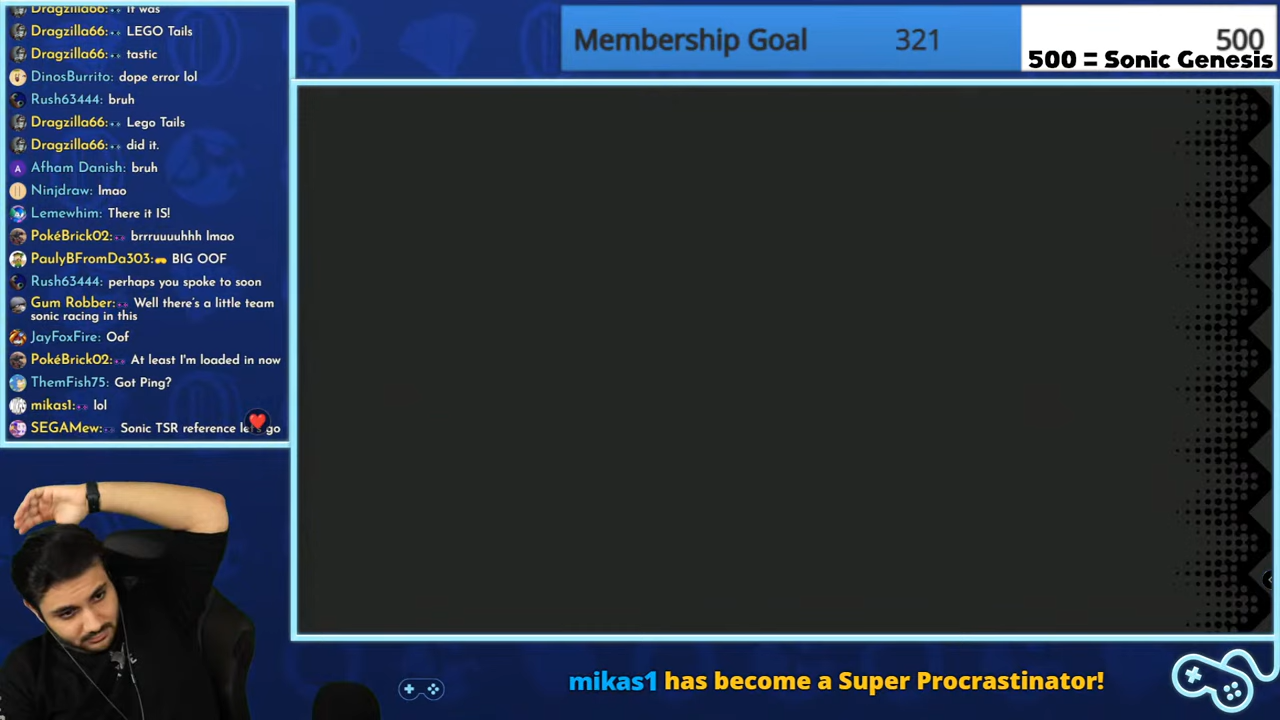 Dragzilla66: It was
Dragzilla66: LEGO Tails
Dragzilla66: tastic
DinosBurrito: dope error lol
Rush63444: bruh
Dragzilla66: Lego Tails
Dragzilla66: did it.
A Afham Danish: bruh
Ninjdraw: lmao
Lemewhim: There it IS!
PokéBrick02: brrruuuuhhh lmao
PaulyBFromDa303: BIG OOF
Rush63444: perhaps you spoke to soon
Gum Robber: Well there's a little team
sonic racing in this
JayFoxFire: Oof
PokéBrick02: At least I'm loaded in now
ThemFish75: Got Ping?
mikas1: lol
SEGAMew: Sonic TSR reference go
Membership Goal 321 500
500 = Sonic Genesis
mikas1 has become a Super Procrastinator!